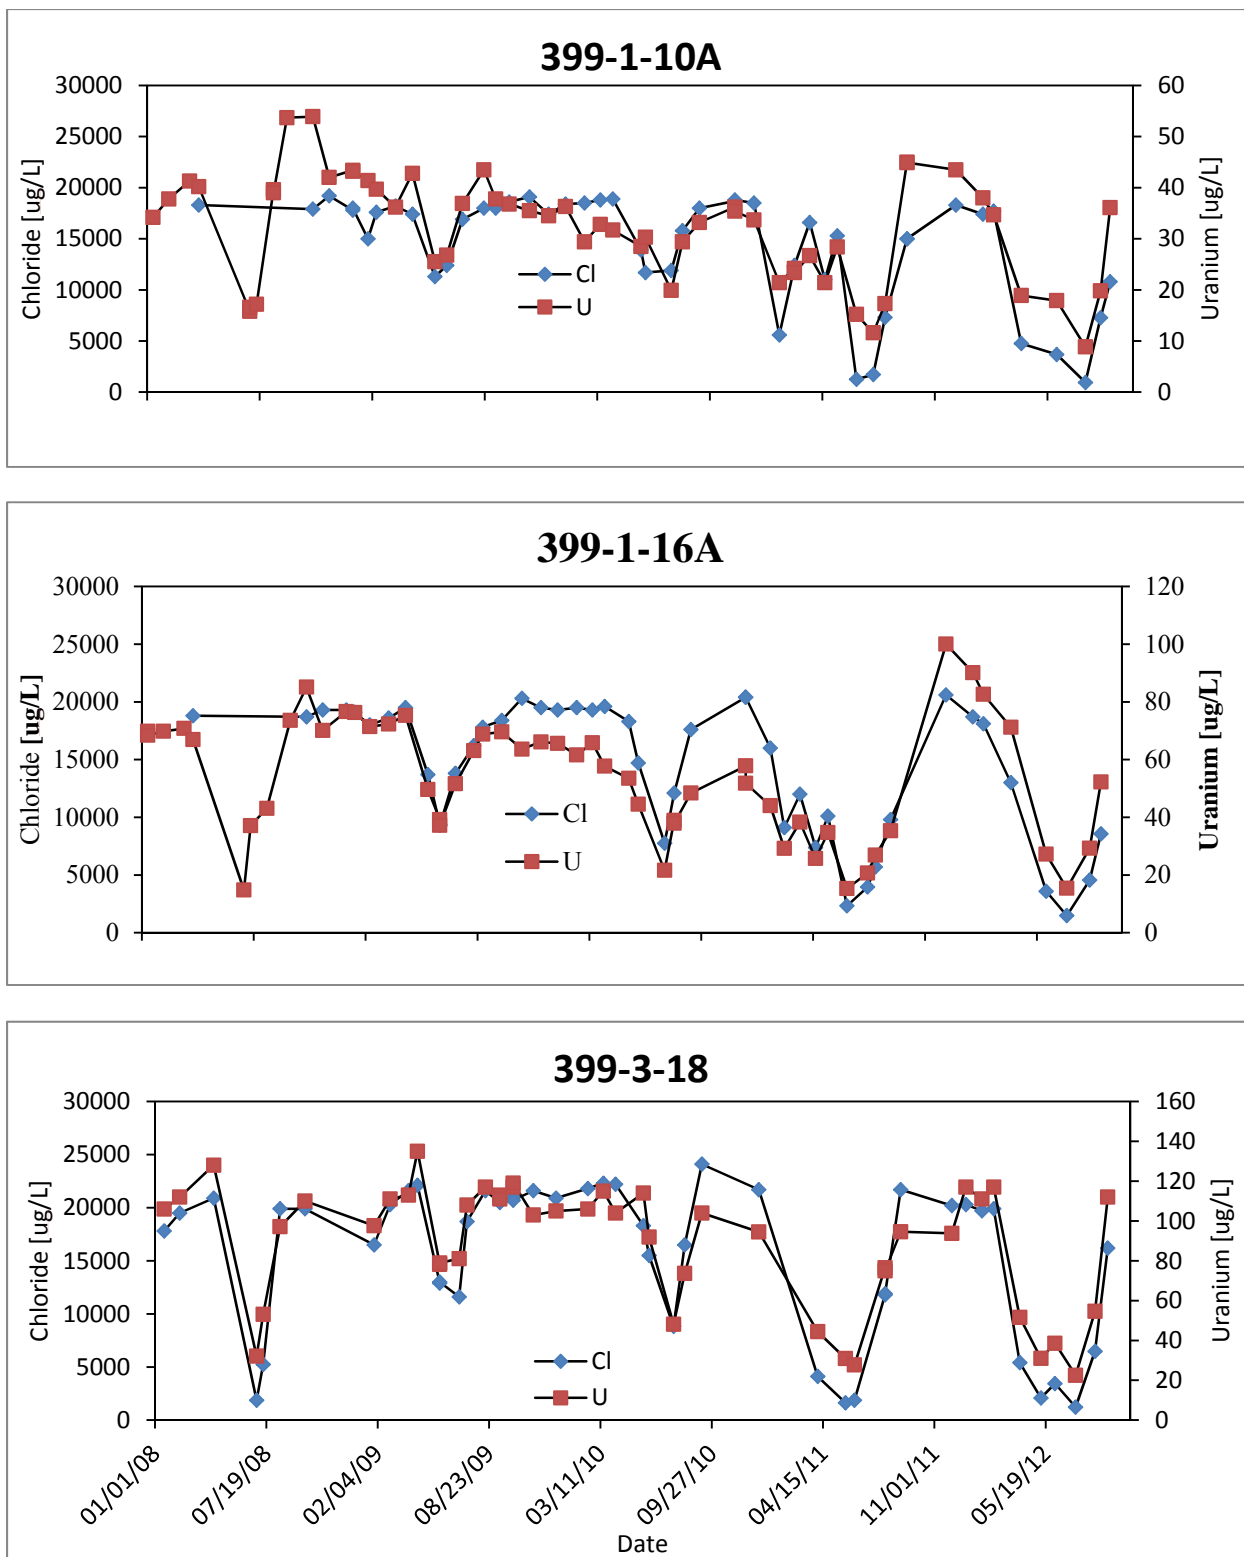 399-1-10A
30000 60
25000 50
20000 40
15000 30
10000 20
5000 10
0 0
Chloride [ug/L]
Uranium [ug/L]
Cl
U
399-1-16A
30000 120
25000 100
20000 80
15000 60
10000 40
5000 20
0 0
Chloride [ug/L]
Uranium [ug/L]
Cl
U
399-3-18
30000 160
25000 140
20000 120
15000 100
10000 80
5000 60
0 40
20
0
Chloride [ug/L]
Uranium [ug/L]
Cl
U
01/01/08 07/19/08 02/04/09 08/23/09 03/11/10 09/27/10 04/15/11 11/01/11 05/19/12
Date